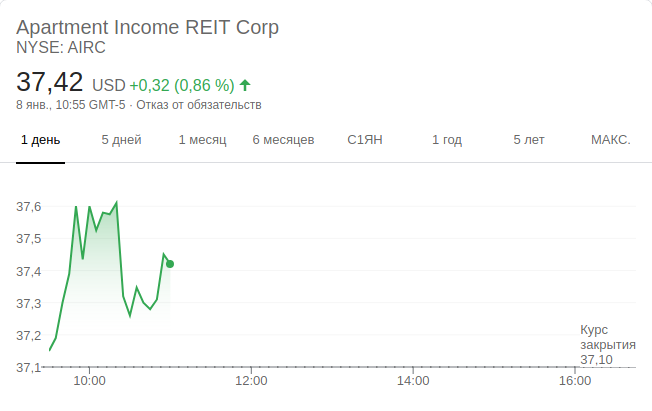 Apartment Income REIT Corp
NYSE: AIRC
37,42 USD +0,32 (0,86 %)
8 янв., 10:55 GMT-5 · Отказ от обязательств
1 день 5 дней 1 месяц 6 месяцев С1ЯН 1 год 5 лет МАКС.
37,6
37,5
37,4
37,3
37,2
37,1
Курс
закрытия
37,10
10:00 12:00 14:00 16:00